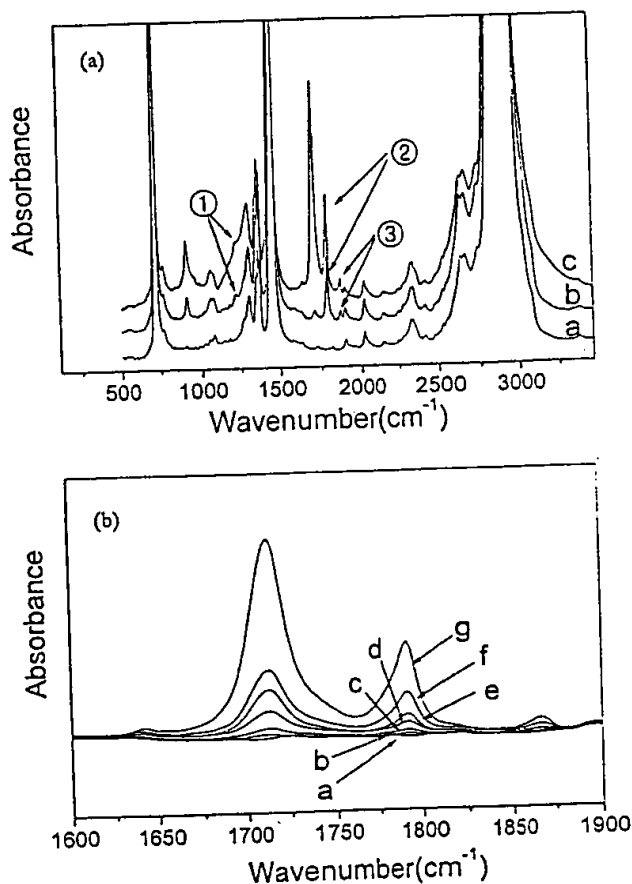 (a)
Absorbance
①
②
③
c
b
a
500 1000 1500 2000 2500 3000
Wavenumber(cm⁻¹)
(b)
Absorbance
d
g
c
f
e
b
a
1600 1650 1700 1750 1800 1850 1900
Wavenumber(cm⁻¹)